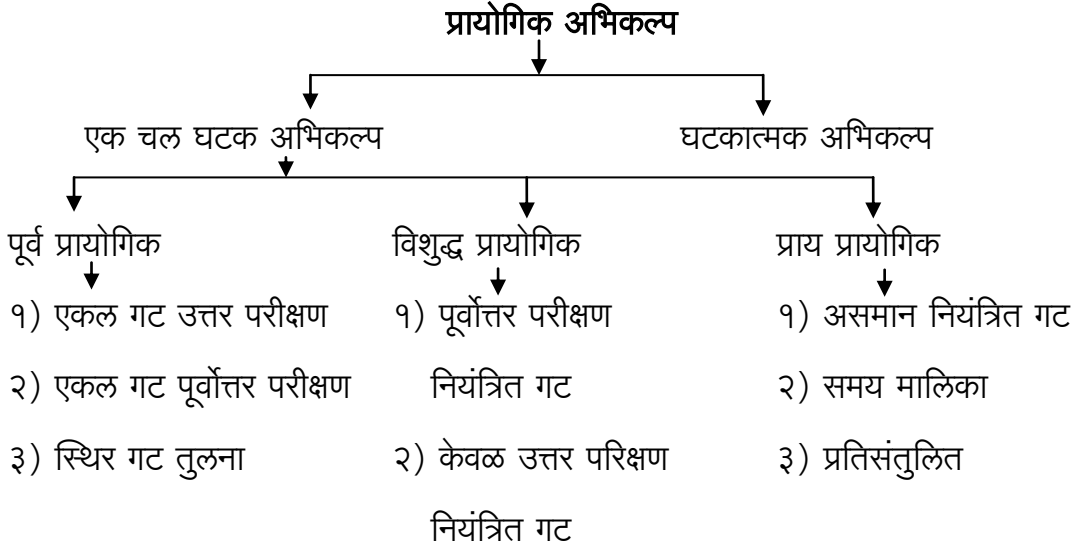 प्रायोगिक अभिकल्प
एक चल घटक अभिकल्प
घटकात्मक अभिकल्प
पूर्व प्रायोगिक
१) एकल गट उत्तर परीक्षण
२) एकल गट पूर्वोत्तर परीक्षण
३) स्थिर गट तुलना
विशुद्ध प्रायोगिक
१) पूर्वोत्तर परीक्षण
नियंत्रित गट
२) केवळ उत्तर परिक्षण
नियंत्रित गट
प्राय प्रायोगिक
१) असमान नियंत्रित गट
२) समय मालिका
३) प्रतिसंतुलित